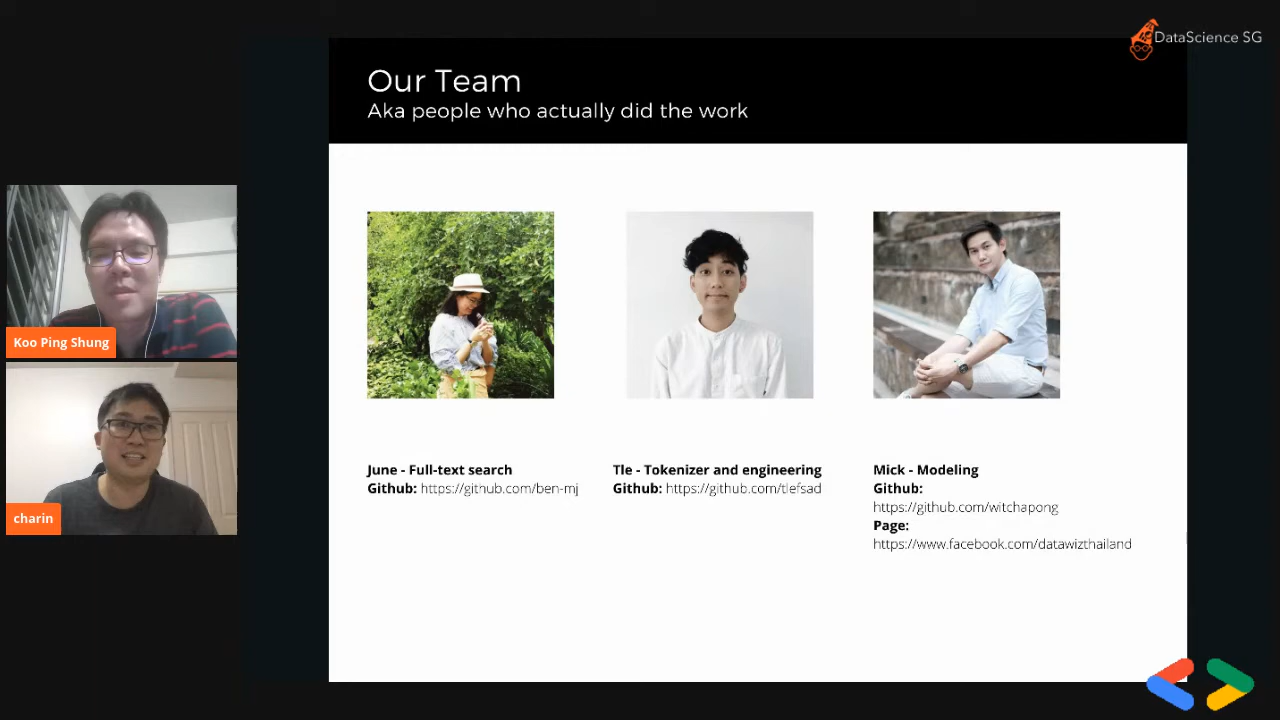 DataScience SG
Our Team
Aka people who actually did the work
Koo Ping Shung
charin
June - Full-text search
Github: https://github.com/ben-mj
Tle - Tokenizer and engineering
Github: https://github.com/tlefsad
Mick - Modeling
Github:
https://github.com/witchapong
Page:
https://www.facebook.com/datawizthailand